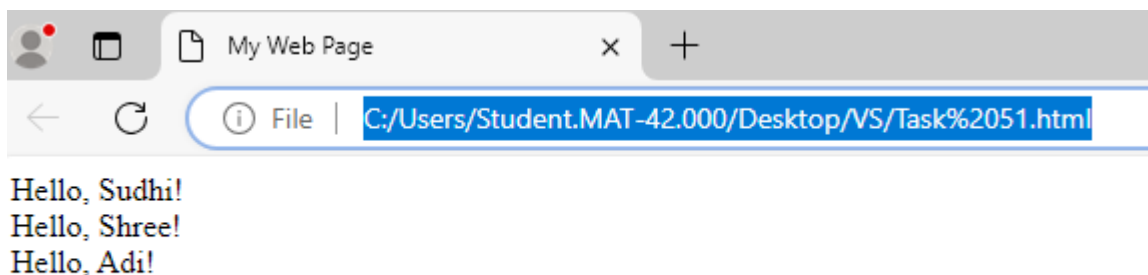 My Web Page
File | C:/Users/Student.MAT-42.000/Desktop/VS/Task%2051.html
Hello, Sudhi!
Hello, Shree!
Hello, Adi!